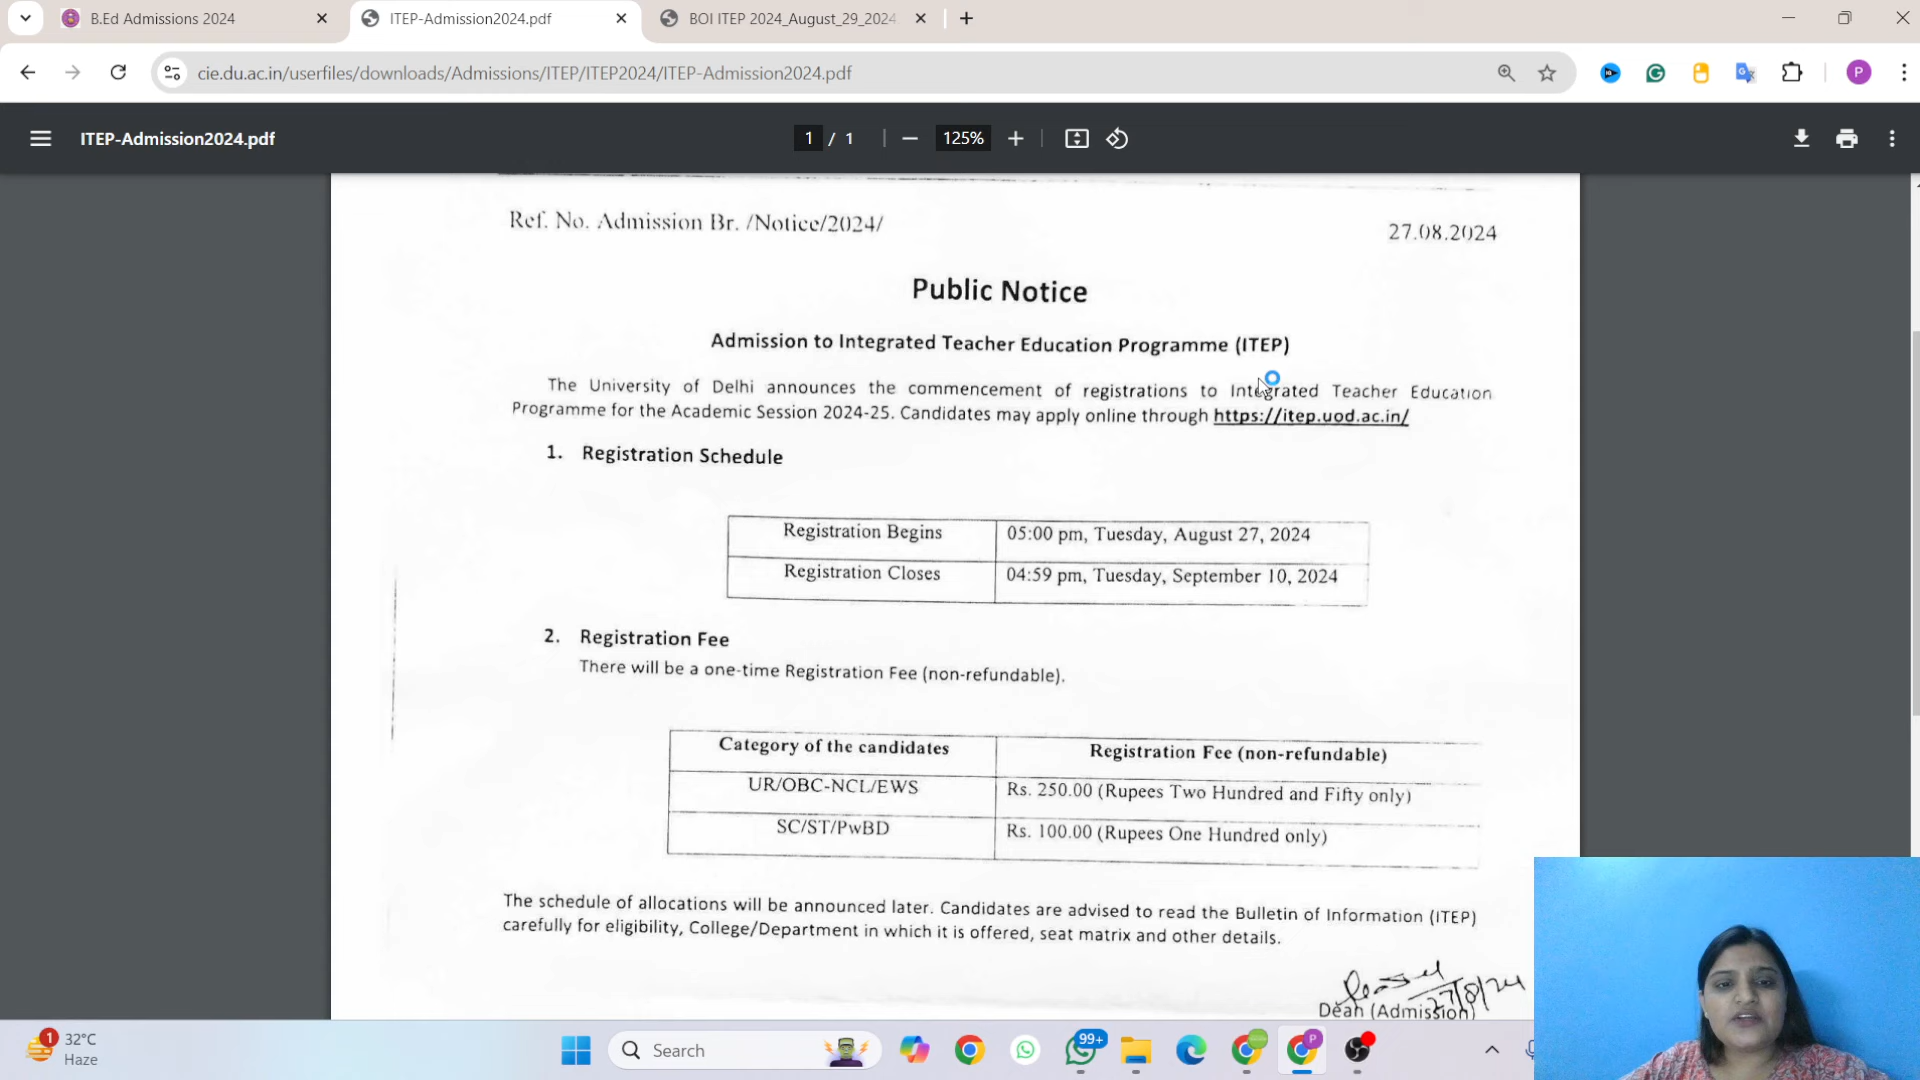 B.Ed Admissions 2024
ITEP-Admission2024.pdf
BOI ITEP 2024_August_29_2024
cie.du.ac.in/userfiles/downloads/Admissions/ITEP/ITEP2024/ITEP-Admission2024.pdf
P
ITEP-Admission2024.pdf
1 / 1
125%
Ref. No. Admission Br. /Notice/2024/
27.08.2024
Public Notice
Admission to Integrated Teacher Education Programme (ITEP)
The University of Delhi announces the commencement of registrations to Integrated Teacher Education
Programme for the Academic Session 2024-25. Candidates may apply online through https://itep.uod.ac.in/
1. Registration Schedule
Registration Begins 05:00 pm, Tuesday, August 27, 2024
Registration Closes 04:59 pm, Tuesday, September 10, 2024
2. Registration Fee
There will be a one-time Registration Fee (non-refundable).
Category of the candidates Registration Fee (non-refundable)
UR/OBC-NCL/EWS Rs. 250.00 (Rupees Two Hundred and Fifty only)
SC/ST/PwBD Rs. 100.00 (Rupees One Hundred only)
The schedule of allocations will be announced later. Candidates are advised to read the Bulletin of Information (ITEP)
carefully for eligibility, College/Department in which it is offered, seat matrix and other details.
27/8/24
Dean (Admission)
1
32°C
Haze
Search
99+
P